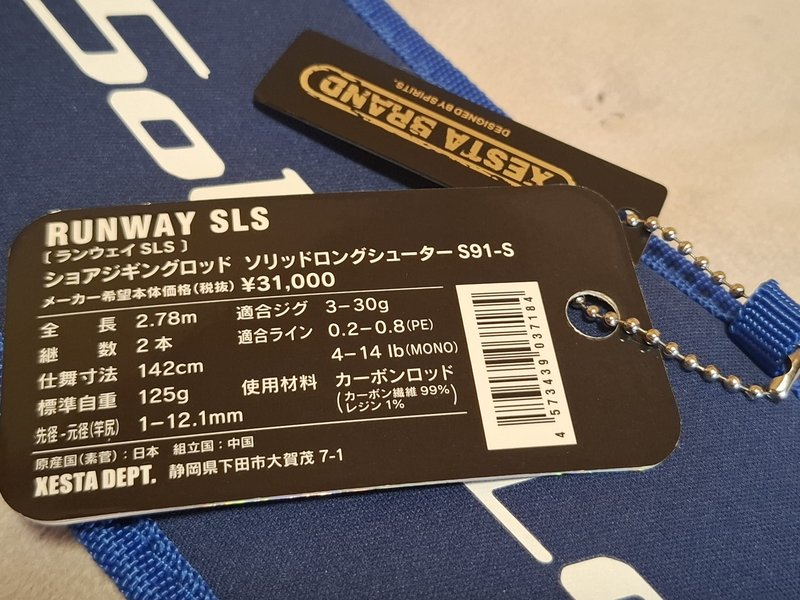 XESTA BRAND
DESIGNED BY SPIRITS.
RUNWAY SLS
[ランウェイ SLS]
ショアジギングロッド ソリッドロングシューター S91-S
メーカー希望本体価格(税抜) ¥31,000
全長 2.78m
継数 2本
仕舞寸法 142cm
標準自重 125g
先径-元径(竿尻) 1-12.1mm
適合ジグ 3-30g
適合ライン 0.2-0.8(PE)
4-14 lb(MONO)
使用材料 カーボンロッド
(カーボン繊維 99%
レジン 1%)
原産国(素菅):日本 組立国:中国
XESTA DEPT. 静岡県下田市大賀茂 7-1
4 573439 037184